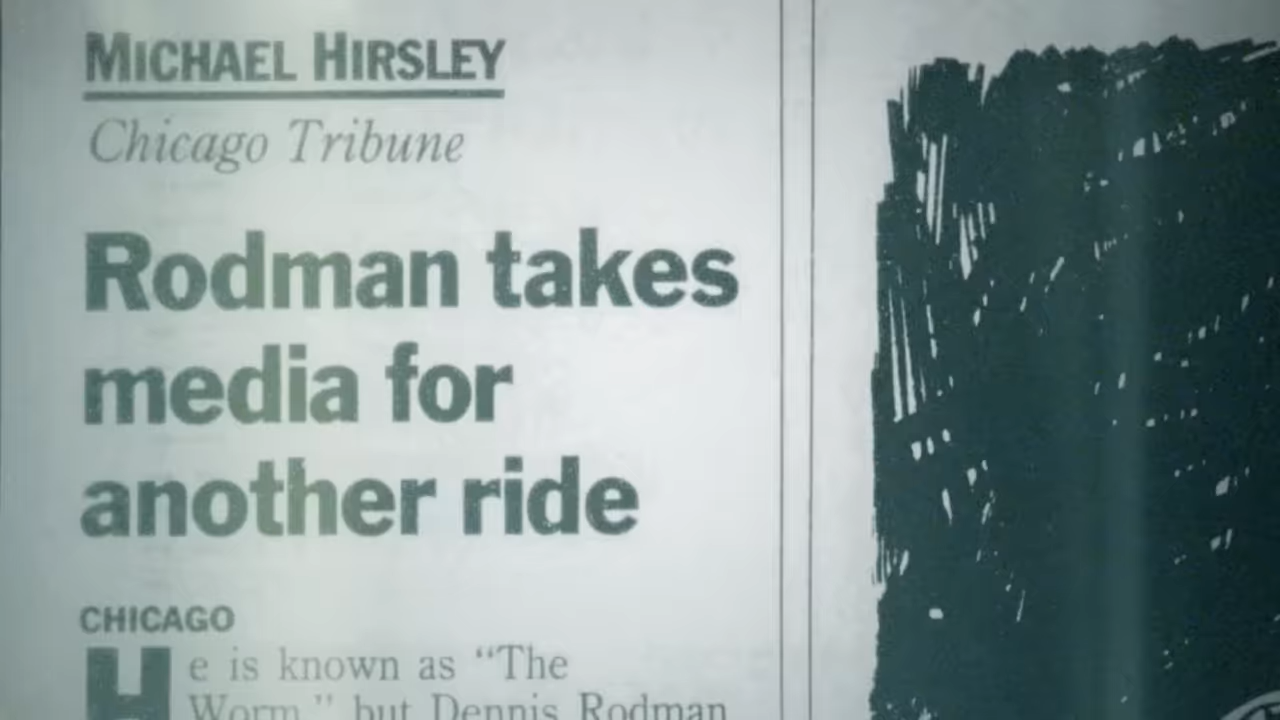 MICHAEL HIRSLEY
Chicago Tribune
Rodman takes
media for
another ride
CHICAGO
He is known as “The
Worm,” but Dennis Rodman